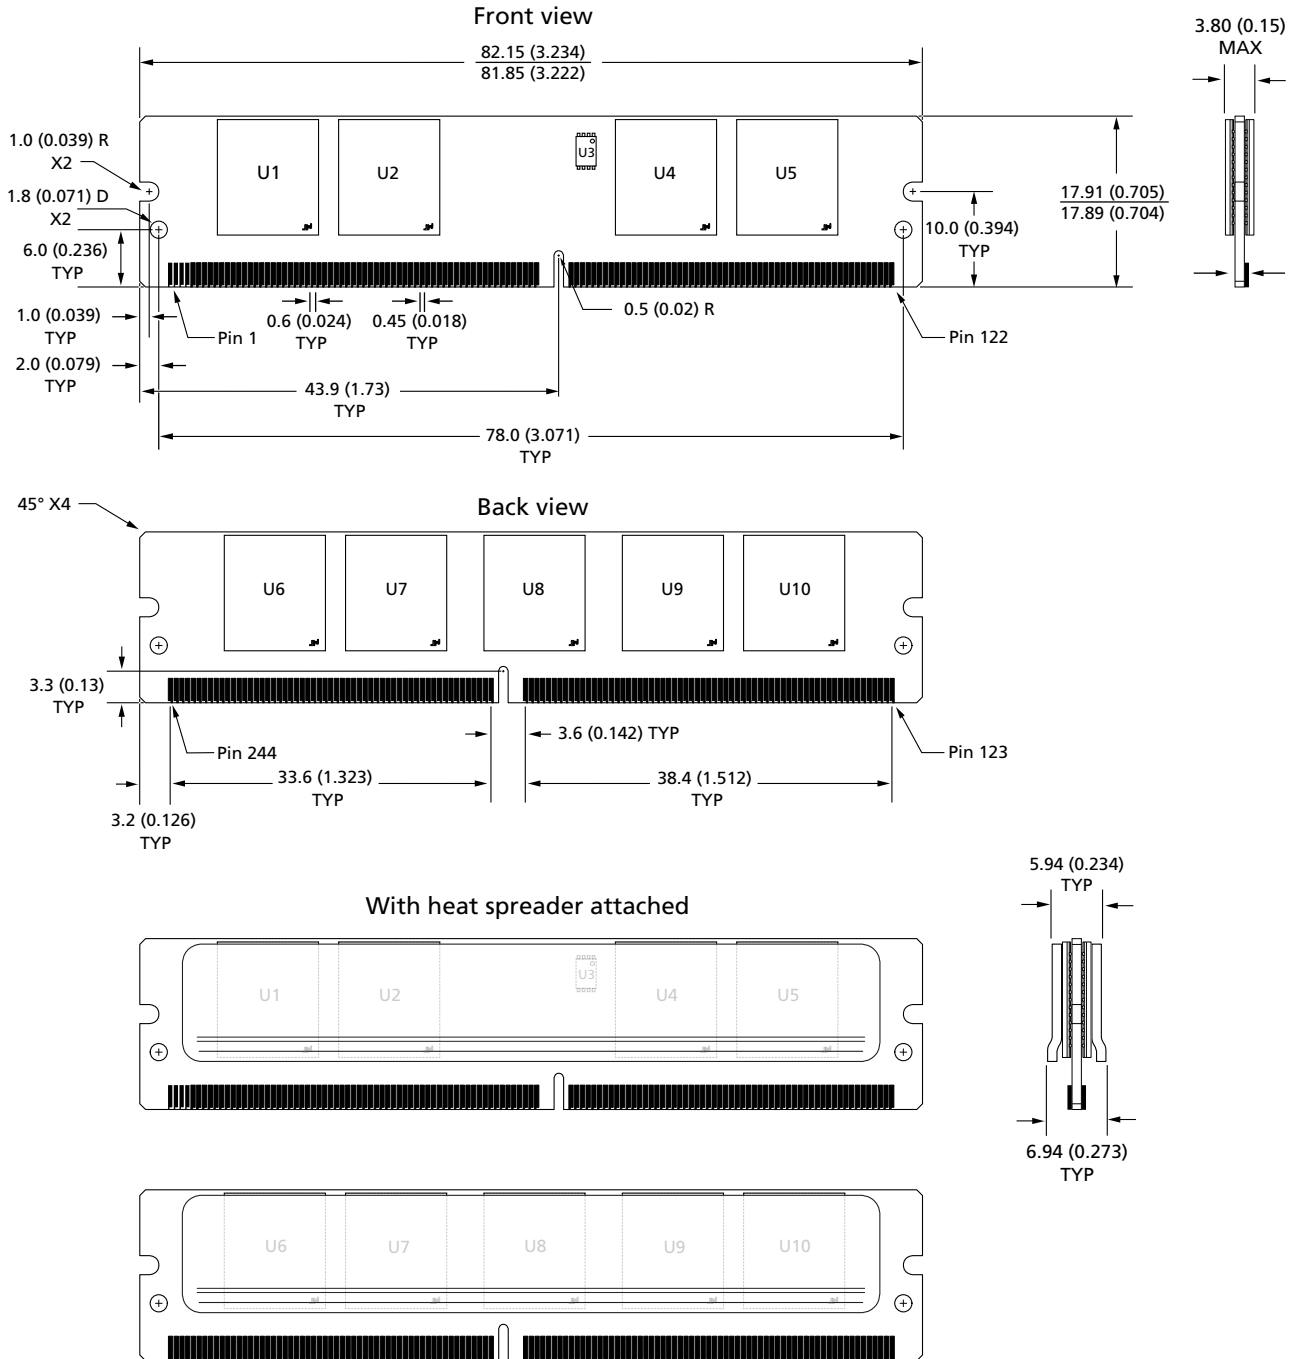 Front view
82.15 (3.234)
81.85 (3.222)
3.80 (0.15)
MAX
1.0 (0.039) R
X2
1.8 (0.071) D
X2
6.0 (0.236)
TYP
1.0 (0.039)
TYP
2.0 (0.079)
TYP
U1
U2
U3
U4
U5
17.91 (0.705)
17.89 (0.704)
10.0 (0.394)
TYP
Pin 1
0.6 (0.024)
TYP
0.45 (0.018)
TYP
0.5 (0.02) R
Pin 122
43.9 (1.73)
TYP
78.0 (3.071)
TYP
45° X4
Back view
U6
U7
U8
U9
U10
3.3 (0.13)
TYP
Pin 244
3.6 (0.142) TYP
Pin 123
33.6 (1.323)
TYP
38.4 (1.512)
TYP
3.2 (0.126)
TYP
With heat spreader attached
5.94 (0.234)
TYP
U1
U2
U3
U4
U5
6.94 (0.273)
TYP
U6
U7
U8
U9
U10